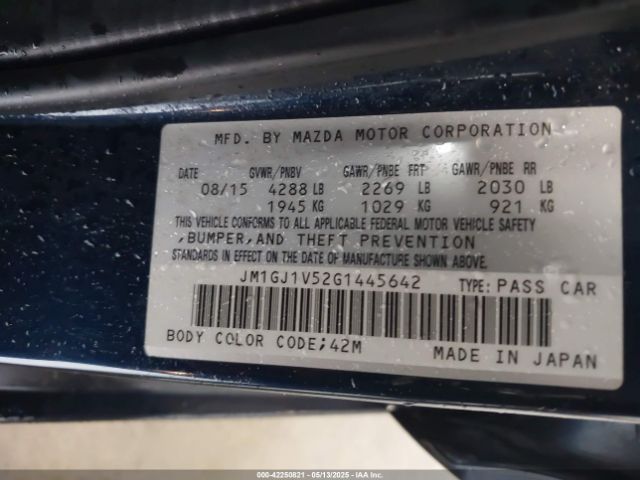 MFD. BY MAZDA MOTOR CORPORATION
DATE GVWR/PNBV GAWR/PNBE FRT GAWR/PNBE RR
08/15 4288 LB 2269 LB 2030 LB
1945 KG 1029 KG 921 KG
THIS VEHICLE CONFORMS TO ALL APPLICABLE FEDERAL MOTOR VEHICLE SAFETY
,BUMPER,AND THEFT PREVENTION
STANDARDS IN EFFECT ON THE DATE OF MANUFACTURE SHOWN ABOVE.
JM1GJ1V52G1445642 TYPE: PASS CAR
BODY COLOR CODE;42M MADE IN JAPAN
000-42250821 - 05/13/2025 - IAA Inc.